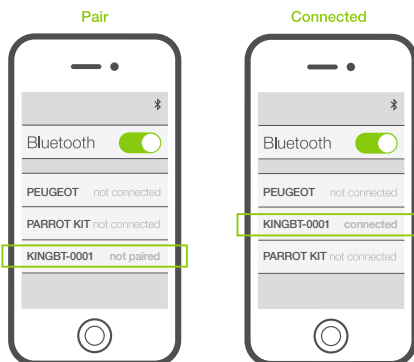 Pair
Bluetooth
PEUGEOT not connected
PARROT KIT not connected
KINGBT-0001 not paired
Connected
Bluetooth
PEUGEOT not connected
KINGBT-0001 connected
PARROT KIT not connected